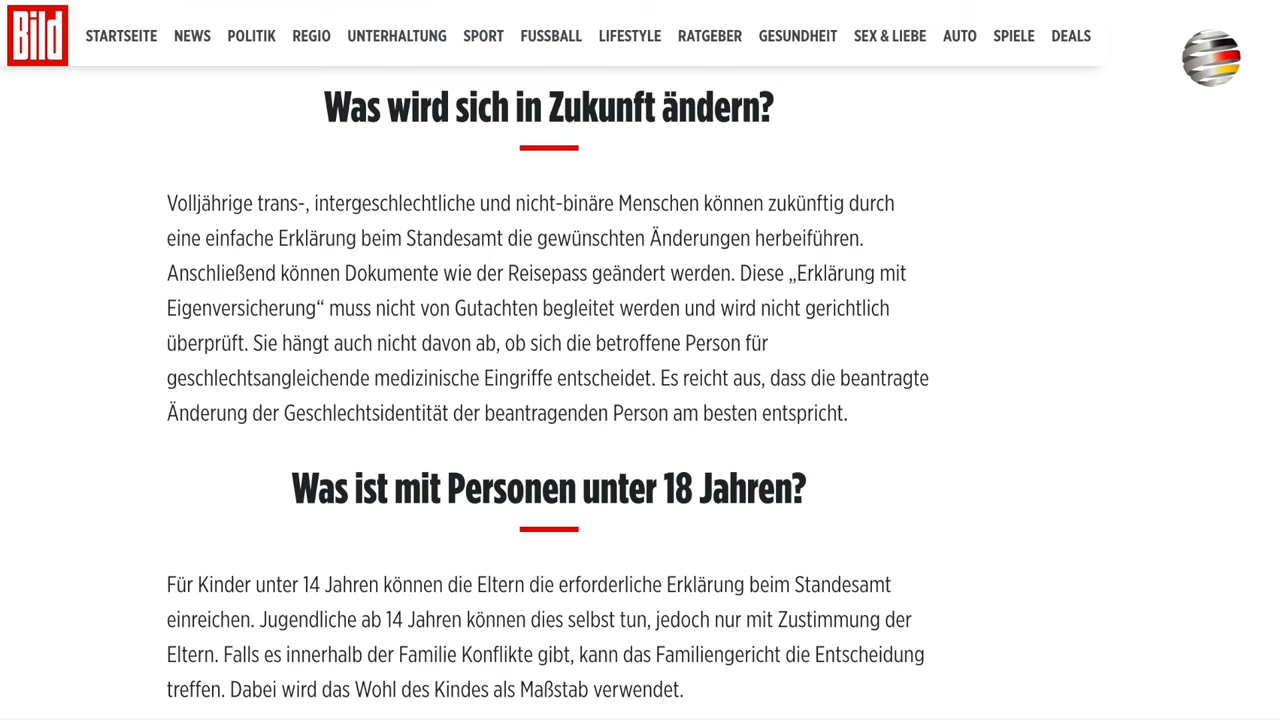 Bild
STARTSEITE NEWS POLITIK REGIO UNTERHALTUNG SPORT FUSSBALL LIFESTYLE RATGEBER GESUNDHEIT SEX & LIEBE AUTO SPIELE DEALS
Was wird sich in Zukunft ändern?
Volljährige trans-, intergeschlechtliche und nicht-binäre Menschen können zukünftig durch
eine einfache Erklärung beim Standesamt die gewünschten Änderungen herbeiführen.
Anschließend können Dokumente wie der Reisepass geändert werden. Diese „Erklärung mit
Eigenversicherung“ muss nicht von Gutachten begleitet werden und wird nicht gerichtlich
überprüft. Sie hängt auch nicht davon ab, ob sich die betroffene Person für
geschlechtsangleichende medizinische Eingriffe entscheidet. Es reicht aus, dass die beantragte
Änderung der Geschlechtsidentität der beantragenden Person am besten entspricht.
Was ist mit Personen unter 18 Jahren?
Für Kinder unter 14 Jahren können die Eltern die erforderliche Erklärung beim Standesamt
einreichen. Jugendliche ab 14 Jahren können dies selbst tun, jedoch nur mit Zustimmung der
Eltern. Falls es innerhalb der Familie Konflikte gibt, kann das Familiengericht die Entscheidung
treffen. Dabei wird das Wohl des Kindes als Maßstab verwendet.